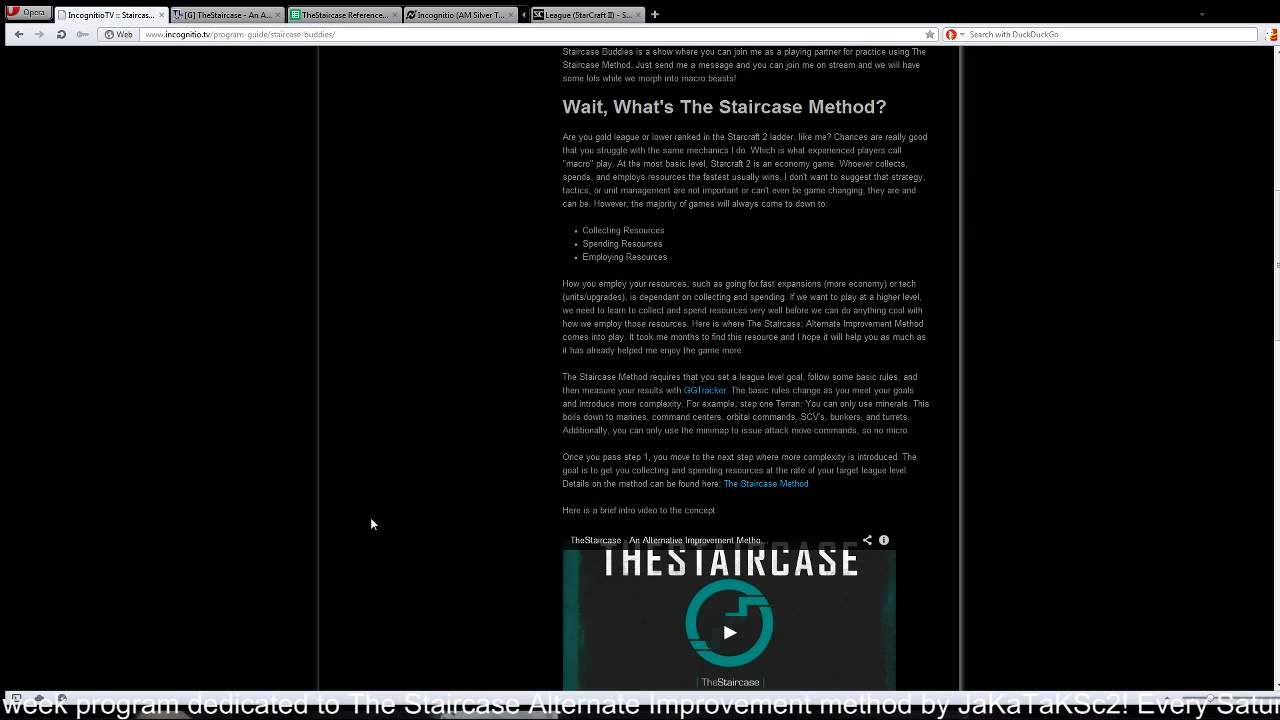 Opera
IncognitioTV :: Staircas...
[G] TheStaircase - An A...
TheStaircase Reference...
Incognitio (AM Silver T...
League (StarCraft II) - S...
Web
www.incognitio.tv/program-guide/staircase-buddies/
Search with DuckDuckGo
Staircase Buddies is a show where you can join me as a playing partner for practice using The
Staircase Method. Just send me a message and you can join me on stream and we will have
some lols while we morph into macro beasts!
Wait, What's The Staircase Method?
Are you gold league or lower ranked in the Starcraft 2 ladder, like me? Chances are really good
that you struggle with the same mechanics I do. Which is what experienced players call
"macro" play. At the most basic level, Starcraft 2 is an economy game. Whoever collects,
spends, and employs resources the fastest usually wins. I don't want to suggest that strategy,
tactics, or unit management are not important or can't even be game changing, they are and
can be. However, the majority of games will always come to down to:
• Collecting Resources
• Spending Resources
• Employing Resources
How you employ your resources, such as going for fast expansions (more economy) or tech
(units/upgrades), is dependant on collecting and spending. If we want to play at a higher level,
we need to learn to collect and spend resources very well before we can do anything cool with
how we employ those resources. Here is where The Staircase: Alternate Improvement Method
comes into play. It took me months to find this resource and I hope it will help you as much as
it has already helped me enjoy the game more.
The Staircase Method requires that you set a league level goal, follow some basic rules, and
then measure your results with GGTracker. The basic rules change as you meet your goals
and introduce more complexity. For example, step one Terran: You can only use minerals. This
boils down to marines, command centers, orbital commands, SCV's, bunkers, and turrets.
Additionally, you can only use the minimap to issue attack move commands, so no micro.
Once you pass step 1, you move to the next step where more complexity is introduced. The
goal is to get you collecting and spending resources at the rate of your target league level.
Details on the method can be found here: The Staircase Method
Here is a brief intro video to the concept:
TheStaircase - An Alternative Improvement Metho...
THESTAIRCASE
{ TheStaircase }
week program dedicated to The Staircase Alternate Improvement method by JaKaTaKSc2! Every Satur